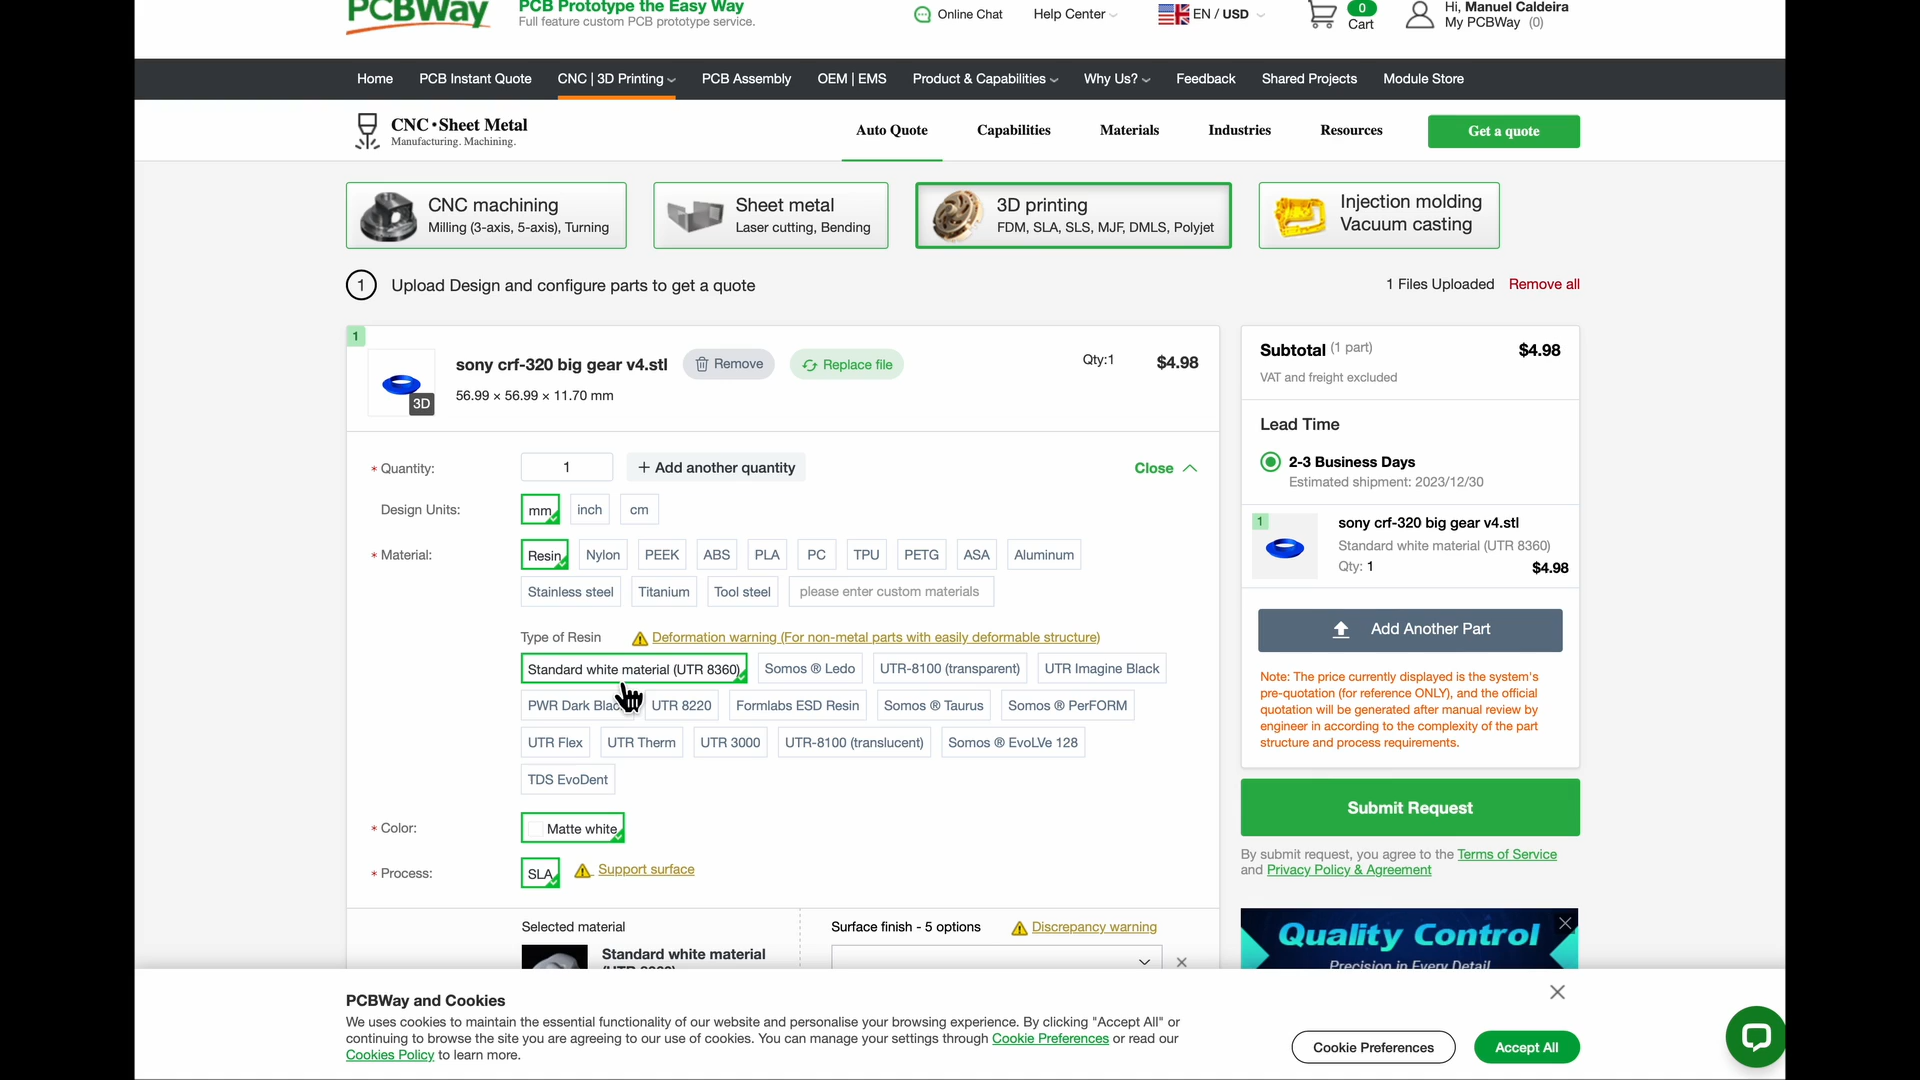 PCBWay
PCB Prototype the Easy Way
Full feature custom PCB prototype service.
Online Chat
Help Center
EN / USD
0
Cart
Hi, Manuel Caldeira
My PCBWay (0)
Home
PCB Instant Quote
CNC | 3D Printing
PCB Assembly
OEM | EMS
Product & Capabilities
Why Us?
Feedback
Shared Projects
Module Store
CNC • Sheet Metal
Manufacturing. Machining.
Auto Quote
Capabilities
Materials
Industries
Resources
Get a quote
CNC machining
Milling (3-axis, 5-axis), Turning
Sheet metal
Laser cutting, Bending
3D printing
FDM, SLA, SLS, MJF, DMLS, Polyjet
Injection molding
Vacuum casting
1
Upload Design and configure parts to get a quote
1 Files Uploaded
Remove all
1
3D
sony crf-320 big gear v4.stl
Remove
Replace file
Qty:1
$4.98
56.99 × 56.99 × 11.70 mm
* Quantity:
1
+ Add another quantity
Close
Design Units:
mm
inch
cm
* Material:
Resin
Nylon
PEEK
ABS
PLA
PC
TPU
PETG
ASA
Aluminum
Stainless steel
Titanium
Tool steel
please enter custom materials
Type of Resin
Deformation warning (For non-metal parts with easily deformable structure)
Standard white material (UTR 8360)
Somos ® Ledo
UTR-8100 (transparent)
UTR Imagine Black
PWR Dark
UTR 8220
Formlabs ESD Resin
Somos ® Taurus
Somos ® PerFORM
UTR Flex
UTR Therm
UTR 3000
UTR-8100 (translucent)
Somos ® EvoLVe 128
TDS EvoDent
* Color:
Matte white
* Process:
SLA
Support surface
Selected material
Standard white material
Surface finish - 5 options
Discrepancy warning
Subtotal (1 part)
$4.98
VAT and freight excluded
Lead Time
2-3 Business Days
Estimated shipment: 2023/12/30
1
sony crf-320 big gear v4.stl
Standard white material (UTR 8360)
Qty: 1
$4.98
Add Another Part
Note: The price currently displayed is the system's
pre-quotation (for reference ONLY), and the official
quotation will be generated after manual review by
engineer in according to the complexity of the part
structure and process requirements.
Submit Request
By submit request, you agree to the Terms of Service
and Privacy Policy & Agreement
Quality Control
Precision in Every Detail
PCBWay and Cookies
We uses cookies to maintain the essential functionality of our website and personalise your browsing experience. By clicking "Accept All" or
continuing to browse the site you are agreeing to our use of cookies. You can manage your settings through Cookie Preferences or read our
Cookies Policy to learn more.
Cookie Preferences
Accept All